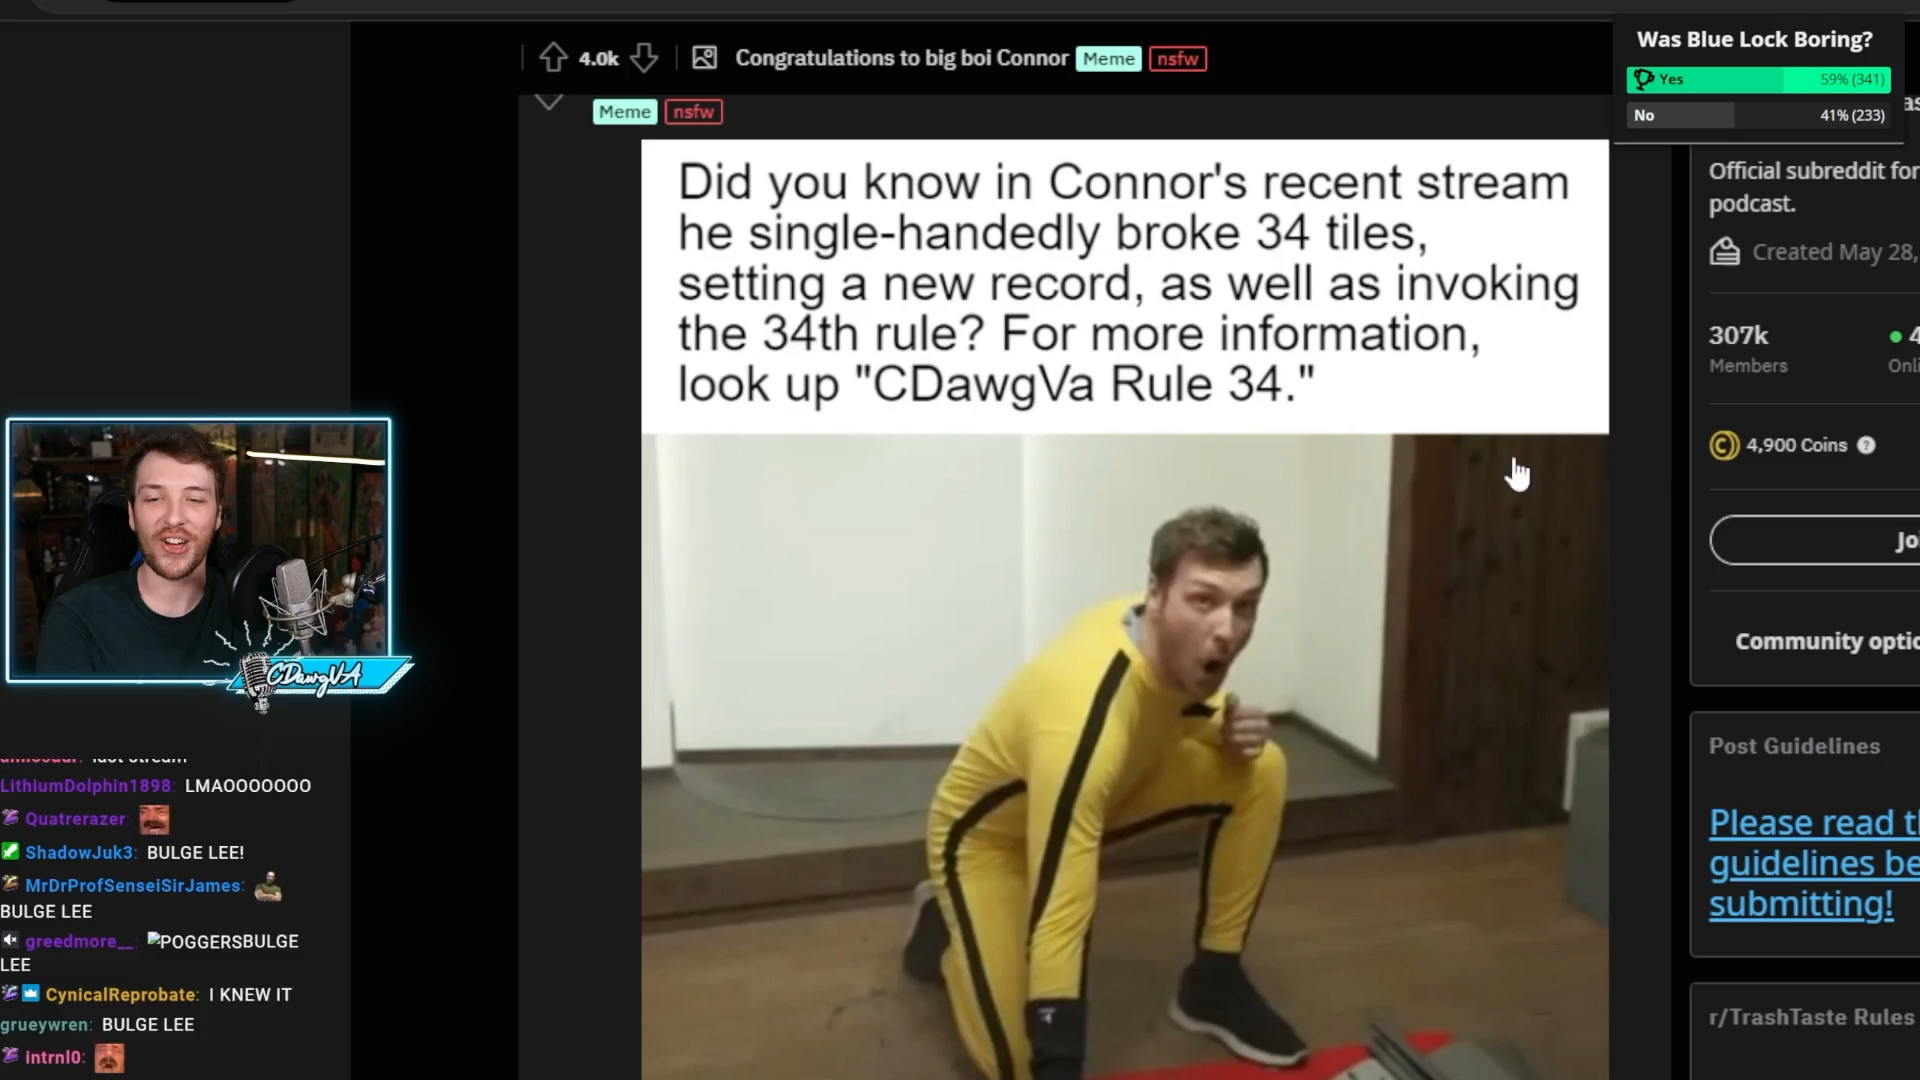 4.0k
Congratulations to big boi Connor Meme nsfw
Meme nsfw
Did you know in Connor's recent stream
he single-handedly broke 34 tiles,
setting a new record, as well as invoking
the 34th rule? For more information,
look up "CDawgVa Rule 34."
Was Blue Lock Boring?
Yes 59% (341)
No 41% (233)
Official subreddit for
podcast.
Created May 28,
307k
Members
4,900 Coins
Community optio
Post Guidelines
Please read th
guidelines be
submitting!
r/TrashTaste Rules
CDawgVA
LithiumDolphin1898: LMAOOOOOOO
Quatrerazer:
ShadowJuk3: BULGE LEE!
MrDrProfSenseiSirJames:
BULGE LEE
greedmore__: POGGERSBULGE
LEE
CynicalReprobate: I KNEW IT
grueywren: BULGE LEE
intrnl0: